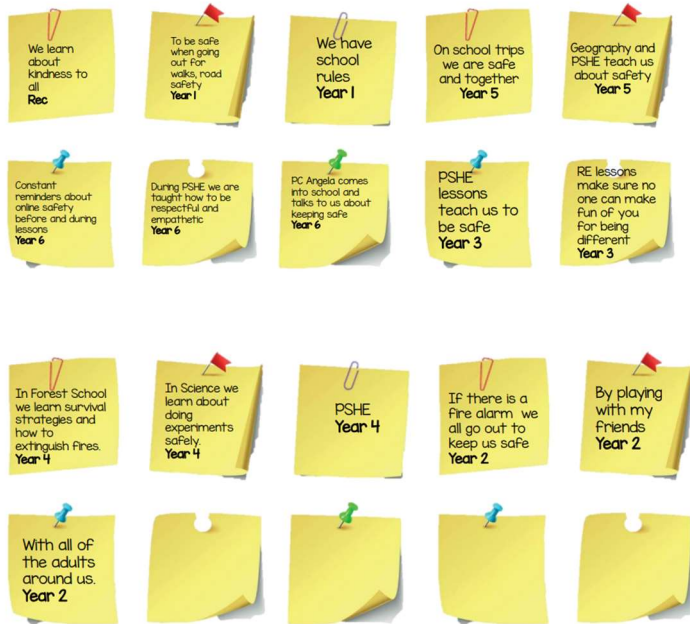 We learn
about
kindness to
all
Rec
To be safe
when going
out for
walks, road
safety
Year 1
We have
school
rules
Year 1
On school trips
we are safe
and together
Year 5
Geography and
PSHE teach us
about safety
Year 5
Constant
reminders about
online safety
before and during
lessons
Year 6
During PSHE we are
taught how to be
respectful and
empathetic
Year 6
PC Angela comes
into school and
talks to us about
keeping safe
Year 6
PSHE
lessons
teach us to
be safe
Year 3
RE lessons
make sure no
one can make
fun of you
for being
different
Year 3
In Forest School
we learn survival
strategies and
how to
extinguish fires.
Year 4
In Science we
learn about
doing
experiments
safely.
Year 4
PSHE
Year 4
If there is a
fire alarm we
all go out to
keep us safe
Year 2
By playing
with my
friends
Year 2
With all of
the adults
around us.
Year 2